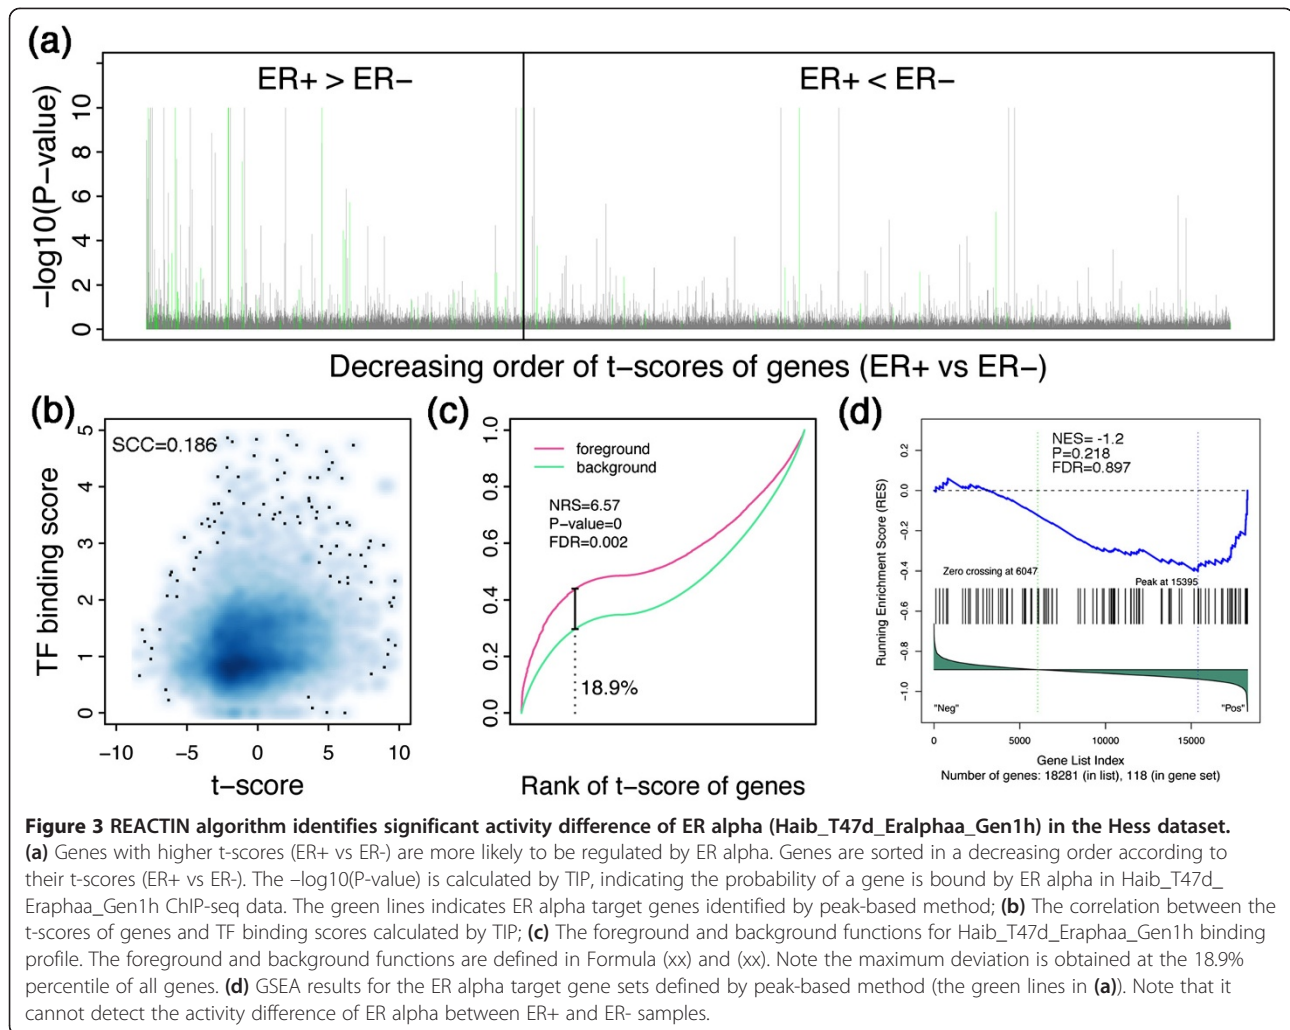 (a)
ER+ > ER−
ER+ < ER−
−log10(P−value)
10
8
6
4
2
0
Decreasing order of t−scores of genes (ER+ vs ER−)
(b)
SCC=0.186
TF binding score
5
4
3
2
1
0
−10
−5
0
5
10
t−score
(c)
foreground
background
NRS=6.57
P−value=0
FDR=0.002
18.9%
1.0
0.8
0.6
0.4
0.2
0.0
Rank of t−score of genes
(d)
NES= -1.2
P=0.218
FDR=0.897
Running Enrichment Score (RES)
0.2
0.0
-0.2
-0.4
-0.6
-0.8
-1.0
Zero crossing at 6047
Peak at 15395
"Neg"
"Pos"
0
5000
10000
15000
Gene List Index
Number of genes: 18281 (in list), 118 (in gene set)
Figure 3 REACTIN algorithm identifies significant activity difference of ER alpha (Haib_T47d_Eralphaa_Gen1h) in the Hess dataset.
(a) Genes with higher t-scores (ER+ vs ER-) are more likely to be regulated by ER alpha. Genes are sorted in a decreasing order according to
their t-scores (ER+ vs ER-). The –log10(P-value) is calculated by TIP, indicating the probability of a gene is bound by ER alpha in Haib_T47d_
Eraphaa_Gen1h ChIP-seq data. The green lines indicates ER alpha target genes identified by peak-based method; (b) The correlation between the
t-scores of genes and TF binding scores calculated by TIP; (c) The foreground and background functions for Haib_T47d_Eraphaa_Gen1h binding
profile. The foreground and background functions are defined in Formula (xx) and (xx). Note the maximum deviation is obtained at the 18.9%
percentile of all genes. (d) GSEA results for the ER alpha target gene sets defined by peak-based method (the green lines in (a)). Note that it
cannot detect the activity difference of ER alpha between ER+ and ER- samples.